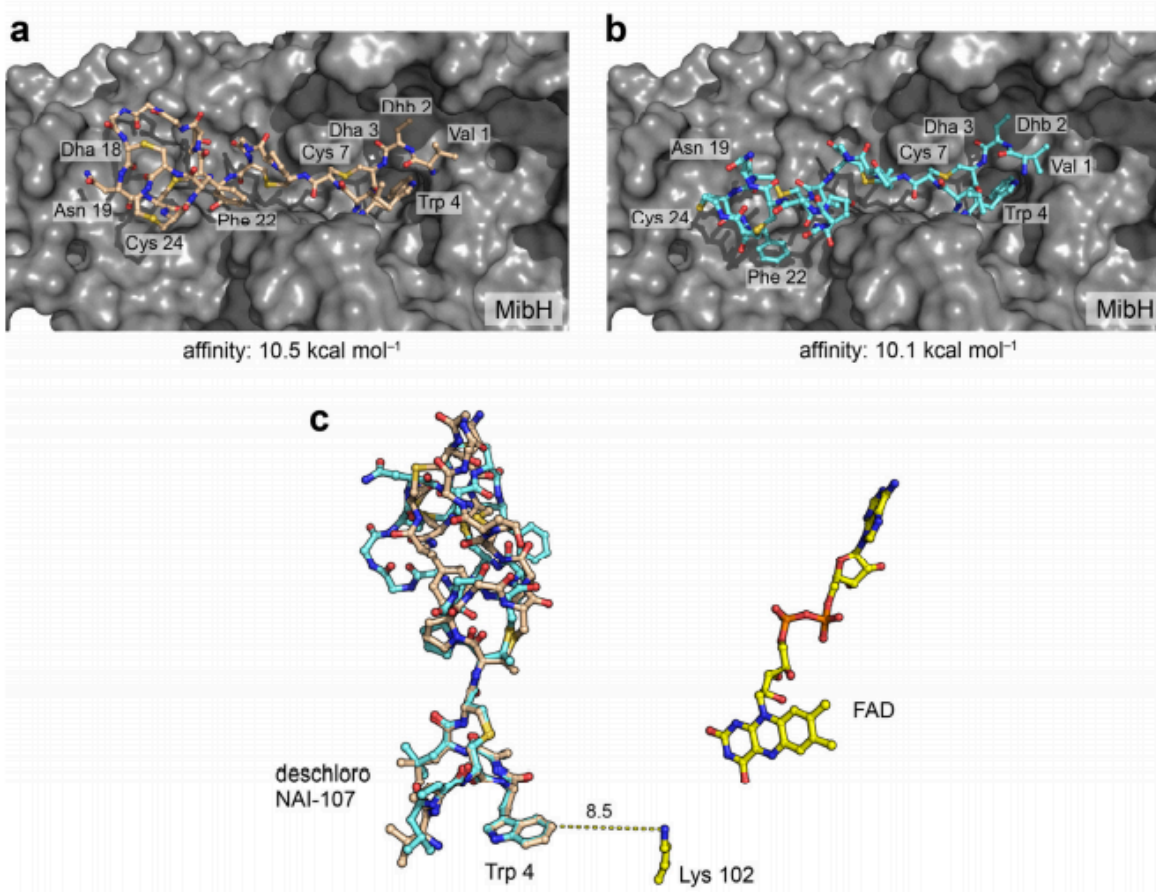 a
Dha 18
Asn 19
Cys 24
Phe 22
Cys 7
Dha 3
Dhb 2
Val 1
Trp 4
MibH
affinity: 10.5 kcal mol⁻¹
b
Asn 19
Cys 24
Phe 22
Cys 7
Dha 3
Dhb 2
Val 1
Trp 4
MibH
affinity: 10.1 kcal mol⁻¹
c
deschloro
NAI-107
Trp 4
8.5
Lys 102
FAD